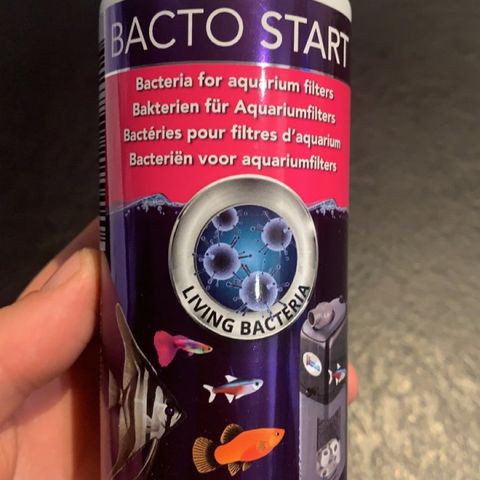 BACTO START
Bacteria for aquarium filters
Bakterien für Aquariumfilters
Bactéries pour filtres d'aquarium
Bacteriën voor aquariumfilters
LIVING BACTERIA